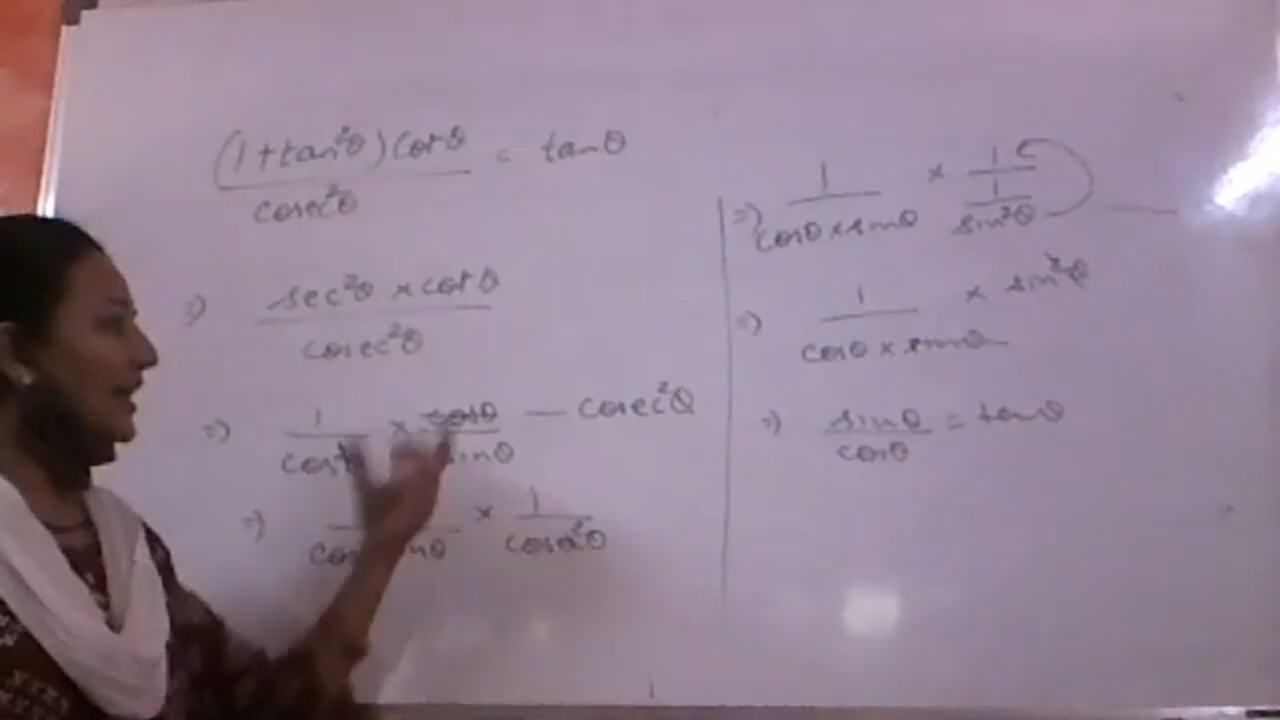 (1+tan²θ)cotθ / cosec²θ = tanθ
=) sec²θ × cotθ / cosec²θ
=) 1 / cosθ × cosθ / sinθ — cosec²θ
=) × 1 / cosec²θ
=) 1 / cosθ × sinθ × 1 / 1 / sin²θ
=) 1 / cosθ × sinθ × sin²θ
=) sinθ / cosθ = tanθ